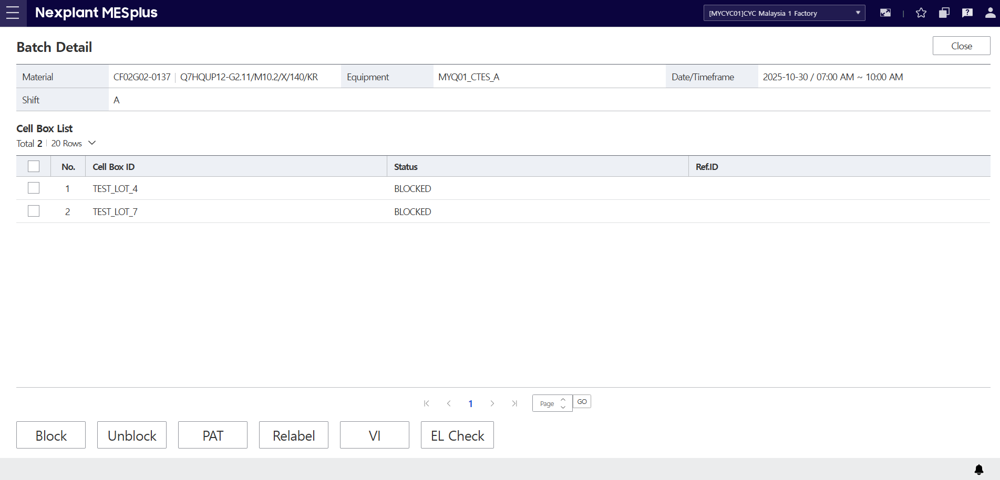 Nexplant MESplus
[MYCYC01]CYC Malaysia 1 Factory
Batch Detail
Close
Material CF02G02-0137 | Q7HQUP12-G2.11/M10.2/X/140/KR Equipment MYQ01_CTES_A Date/Timeframe 2025-10-30 / 07:00 AM ~ 10:00 AM
Shift A
Cell Box List
Total 2 | 20 Rows
No. Cell Box ID Status Ref.ID
1 TEST_LOT_4 BLOCKED
2 TEST_LOT_7 BLOCKED
1 Page GO
Block Unblock PAT Relabel VI EL Check